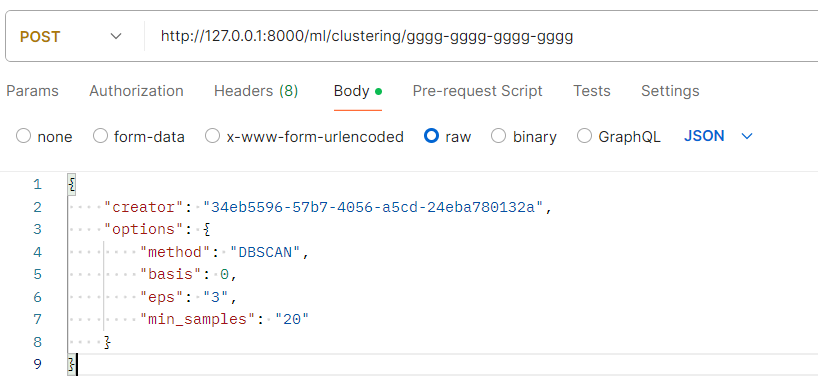 POST http://127.0.0.1:8000/ml/clustering/gggg-gggg-gggg-gggg
Params Authorization Headers (8) Body Pre-request Script Tests Settings
none form-data x-www-form-urlencoded raw binary GraphQL JSON
1 {
2 "creator": "34eb5596-57b7-4056-a5cd-24eba780132a",
3 "options": {
4 "method": "DBSCAN",
5 "basis": 0,
6 "eps": "3",
7 "min_samples": "20"
8 }
9 }